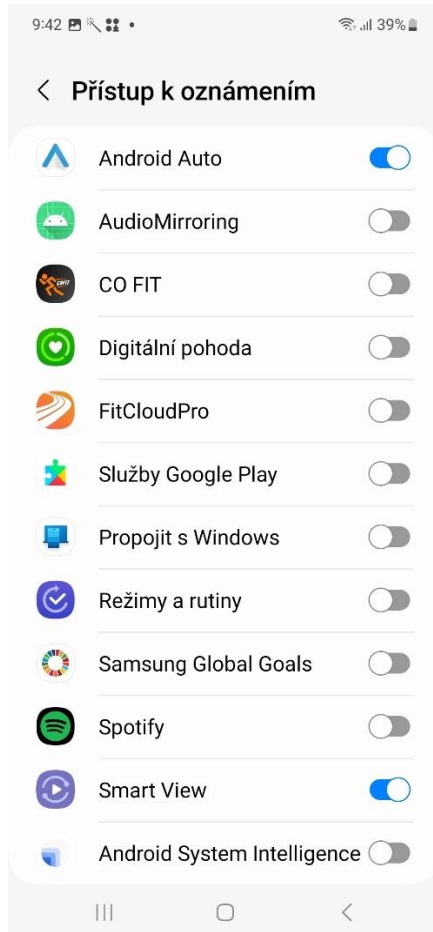 9:42 39%
Přístup k oznámením
Android Auto
AudioMirroring
CO FIT
Digitální pohoda
FitCloudPro
Služby Google Play
Propojit s Windows
Režimy a rutiny
Samsung Global Goals
Spotify
Smart View
Android System Intelligence